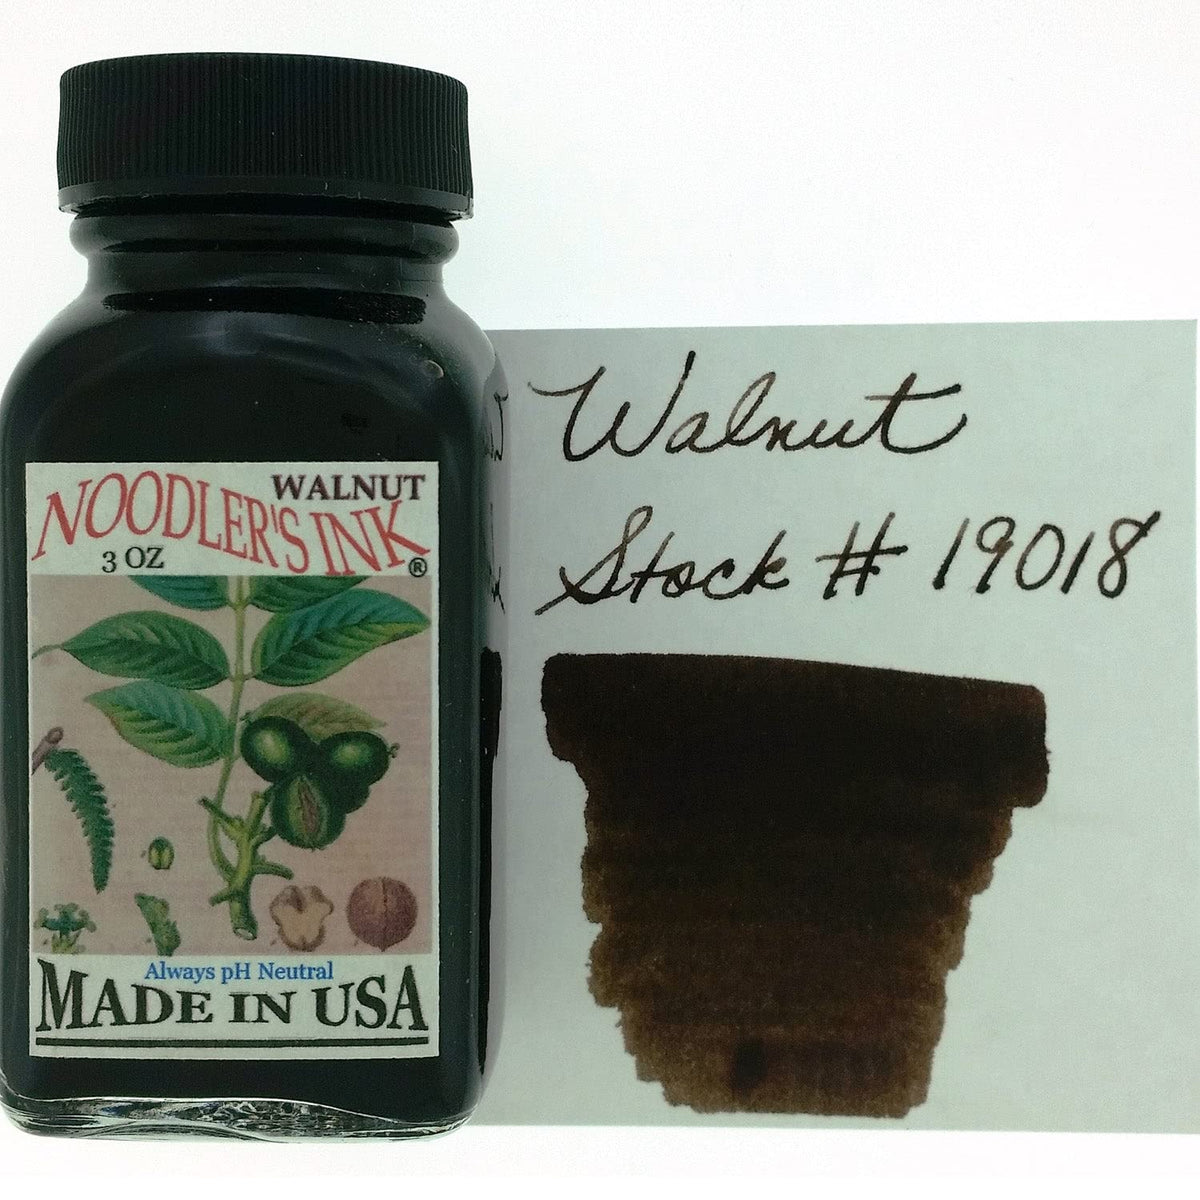 WALNUT
NOODLER'S INK®
3 OZ
Always pH Neutral
MADE IN USA
Walnut
Stock # 19018